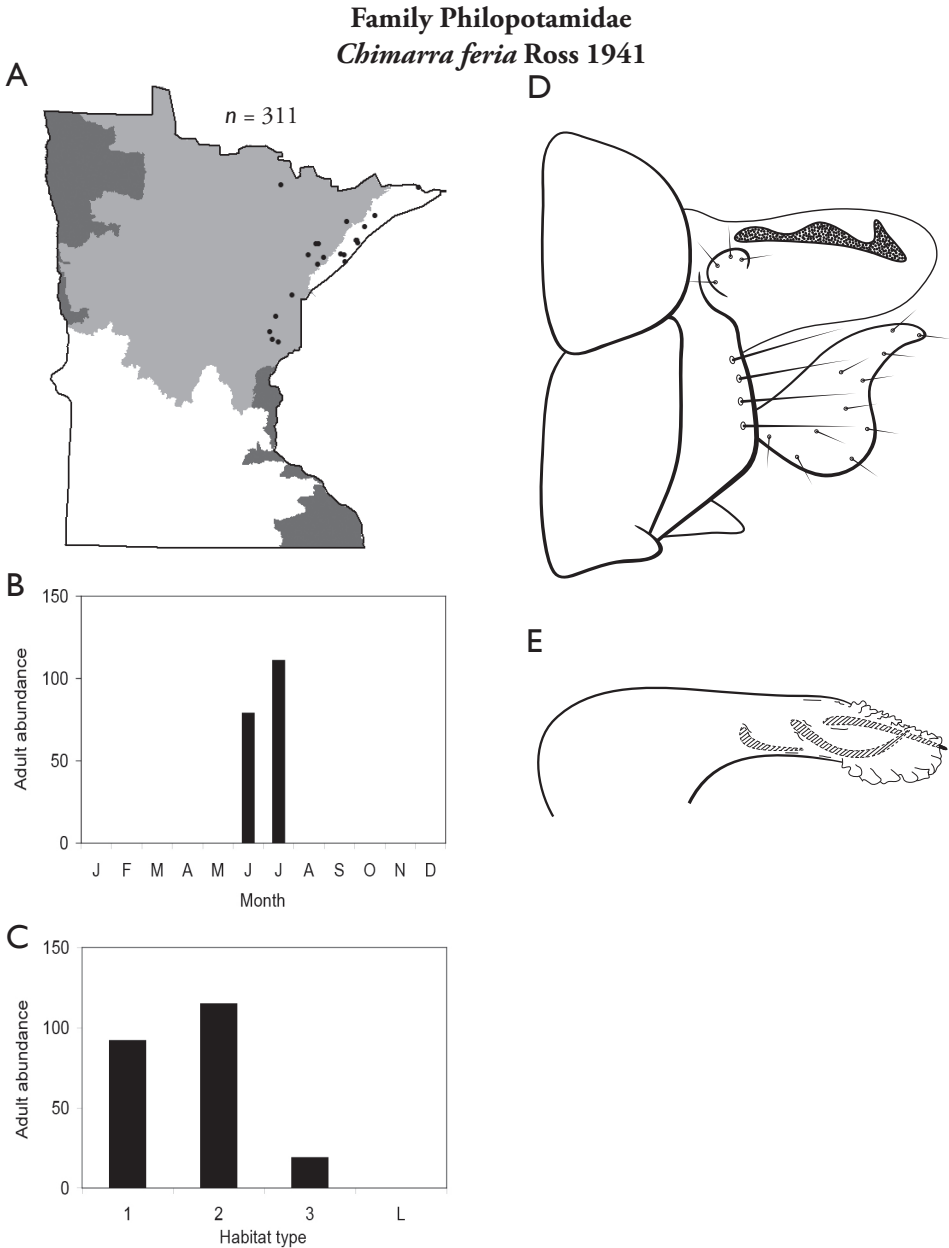 Family Philopotamidae
Chimarra feria Ross 1941
A
n = 311
B
Adult abundance
150
100
50
0
J F M A M J J A S O N D
Month
C
Adult abundance
150
100
50
0
1 2 3 L
Habitat type
D
E